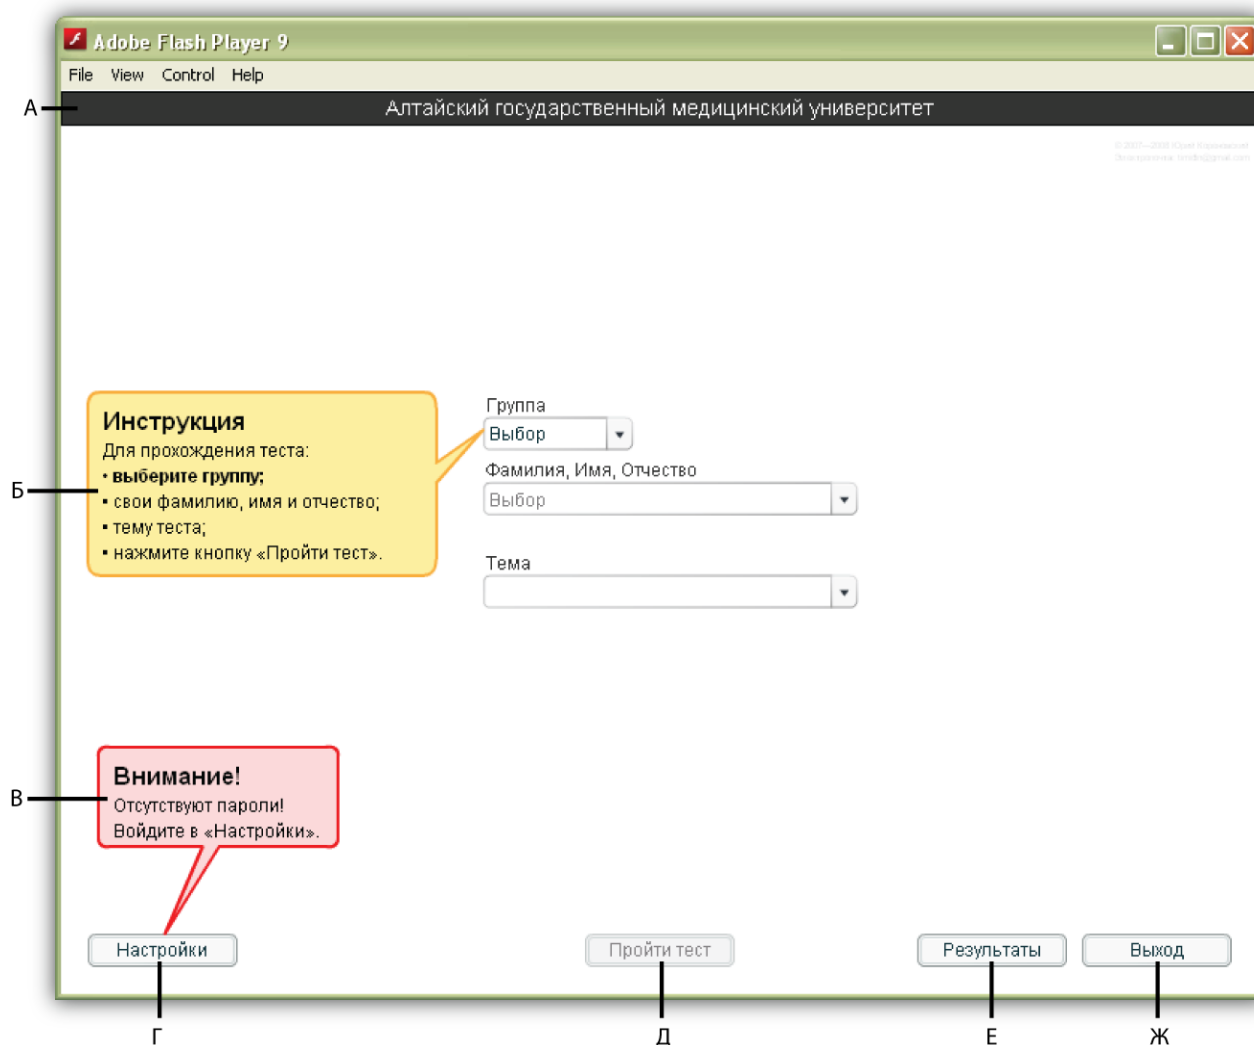 Adobe Flash Player 9
File View Control Help
А
Алтайский государственный медицинский университет
Инструкция
Для прохождения теста:
• выберите группу;
Б
• свои фамилию, имя и отчество;
• тему теста;
• нажмите кнопку «Пройти тест».
Группа
Выбор
Фамилия, Имя, Отчество
Выбор
Тема
Внимание!
В
Отсутствуют пароли!
Войдите в «Настройки».
Настройки
Пройти тест
Результаты
Выход
Г
Д
Е
Ж